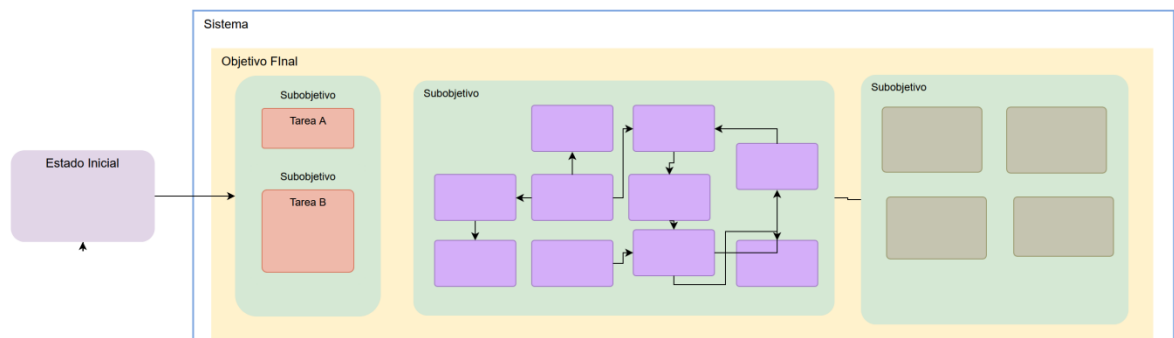 Sistema
Objetivo FInal
Subobjetivo
Tarea A
Subobjetivo
Tarea B
Subobjetivo
Subobjetivo
Estado Inicial